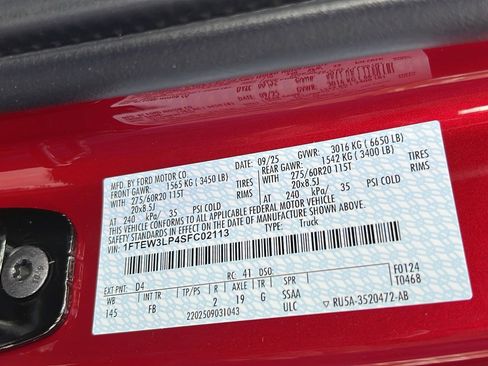 MFD. BY FORD MOTOR CO.
09/25 GVWR: 3016 KG ( 6650 LB)
FRONT GAWR: 1565 KG ( 3450 LB) REAR GAWR: 1542 KG ( 3400 LB)
275/60R20 115T TIRES 275/60R20 115T TIRES
20x8.5J RIMS 20x8.5J RIMS
AT 240 kPa/ 35 PSI COLD AT 240 kPa/ 35 PSI COLD
THIS VEHICLE CONFORMS TO ALL APPLICABLE FEDERAL MOTOR VEHICLE
SAFETY STANDARDS IN EFFECT ON THE DATE OF MANUFACTURE SHOWN ABOVE.
VIN: 1FTEW3LP4SFC02113
TYPE: Truck
F0124
T0468
EXT PNT: D4 RC: 41 DSO:
WB INT TR TP/PS R AXLE TR SPR
145 FB 2 19 G SSAA
2202509031043 ULC ▽ RU5A-3520472-AB